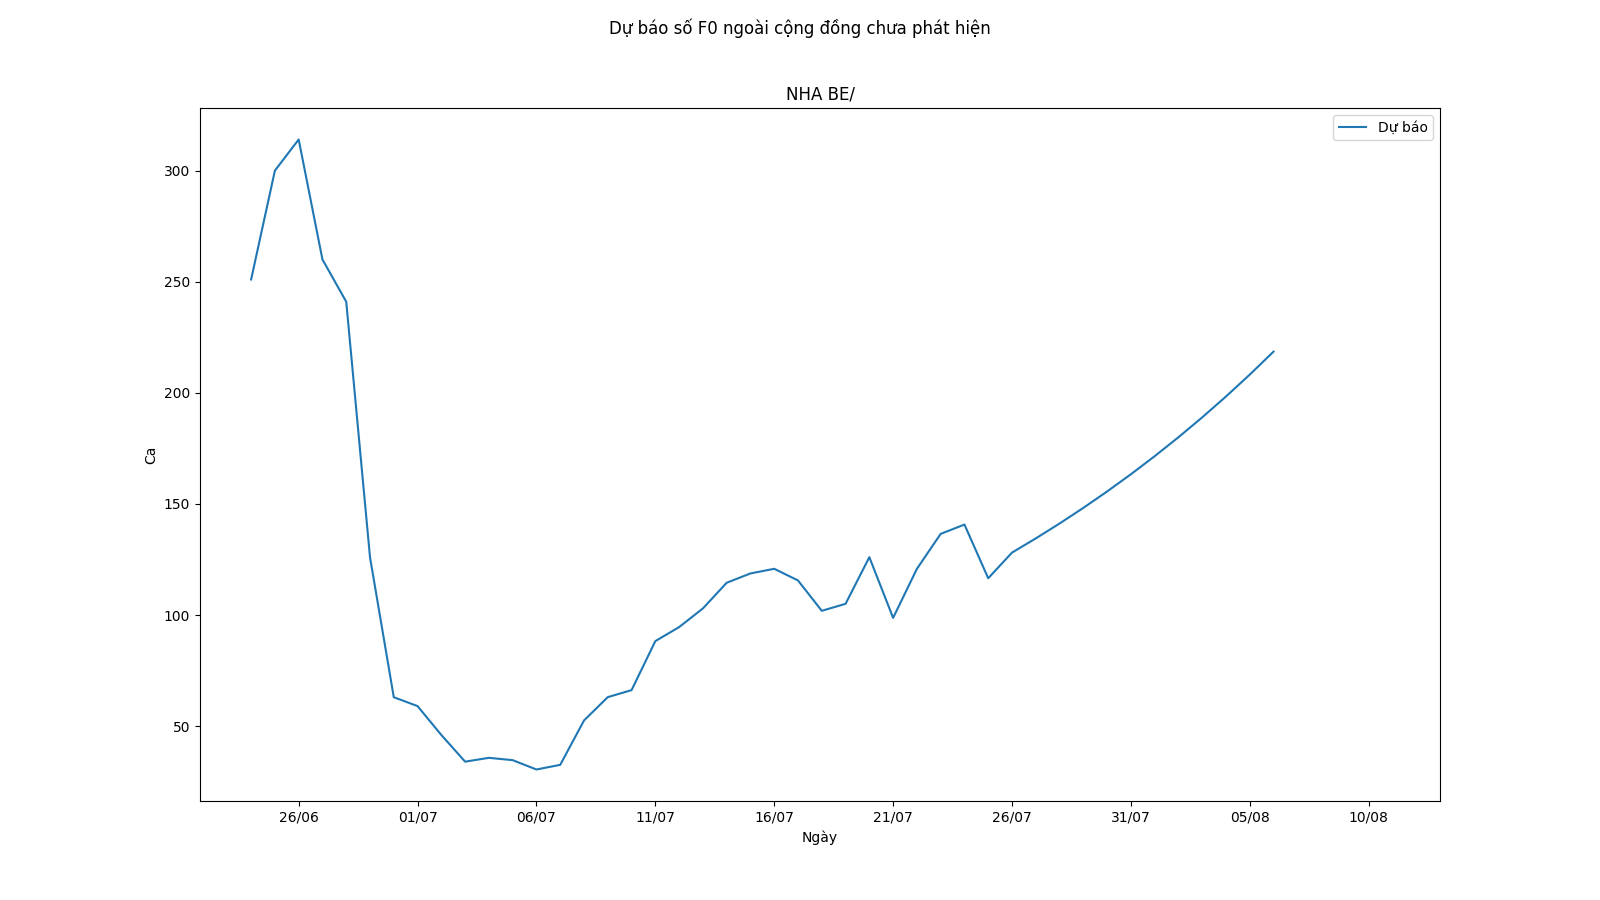 Dự báo số F0 ngoài cộng đồng chưa phát hiện
NHA BE/
Dự báo
300
250
200
150
100
50
Ca
26/06 01/07 06/07 11/07 16/07 21/07 26/07 31/07 05/08 10/08
Ngày